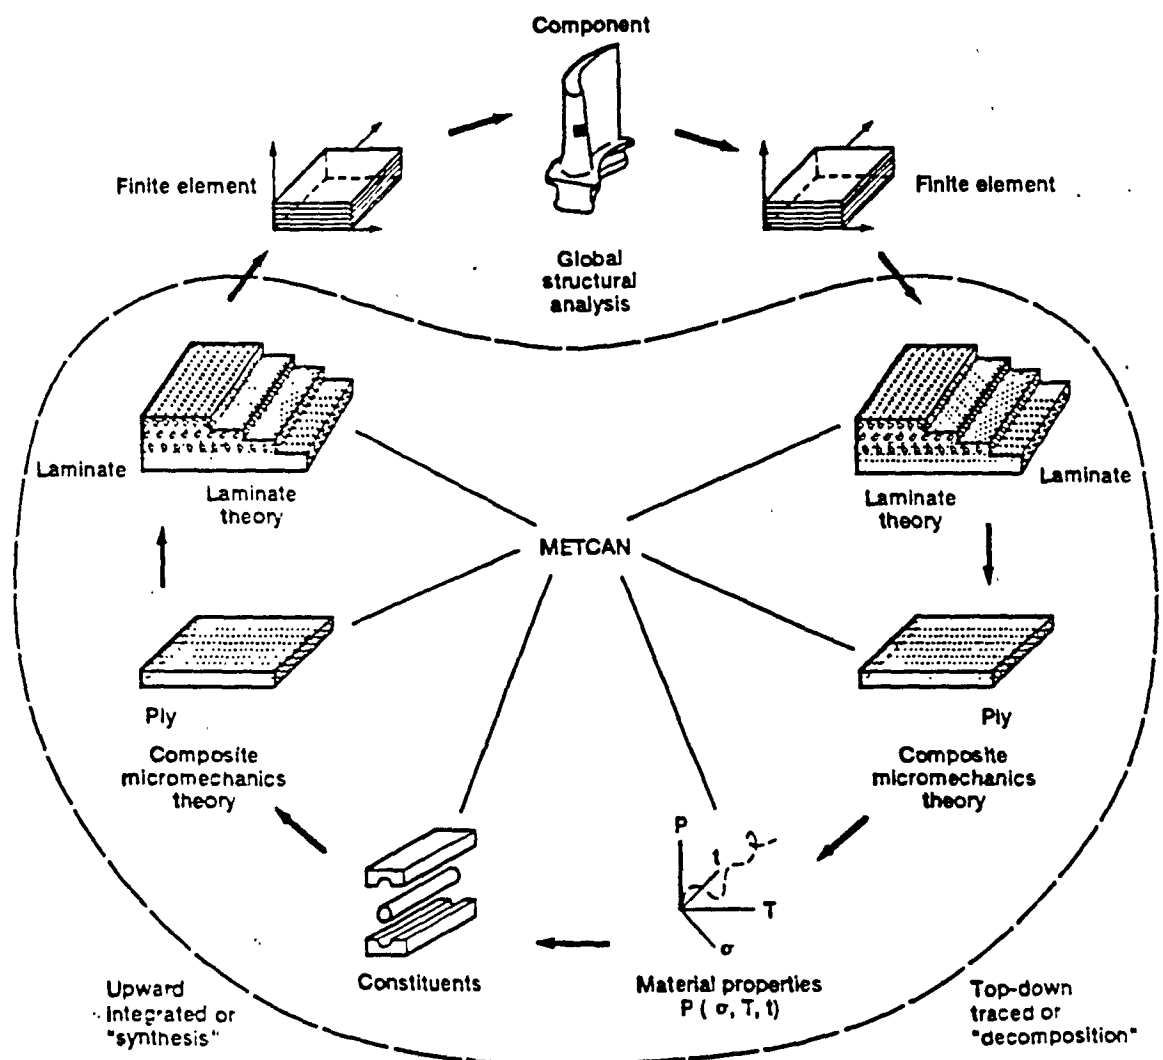 Component
Finite element
Finite element
Global
structural
analysis
Laminate
Laminate
theory
Laminate
theory
Laminate
METCAN
Ply
Composite
micromechanics
theory
Ply
Composite
micromechanics
theory
P
t
T
σ
Constituents
Material properties
P ( σ, T, t)
Upward
integrated or
"synthesis"
Top-down
traced or
"decomposition"